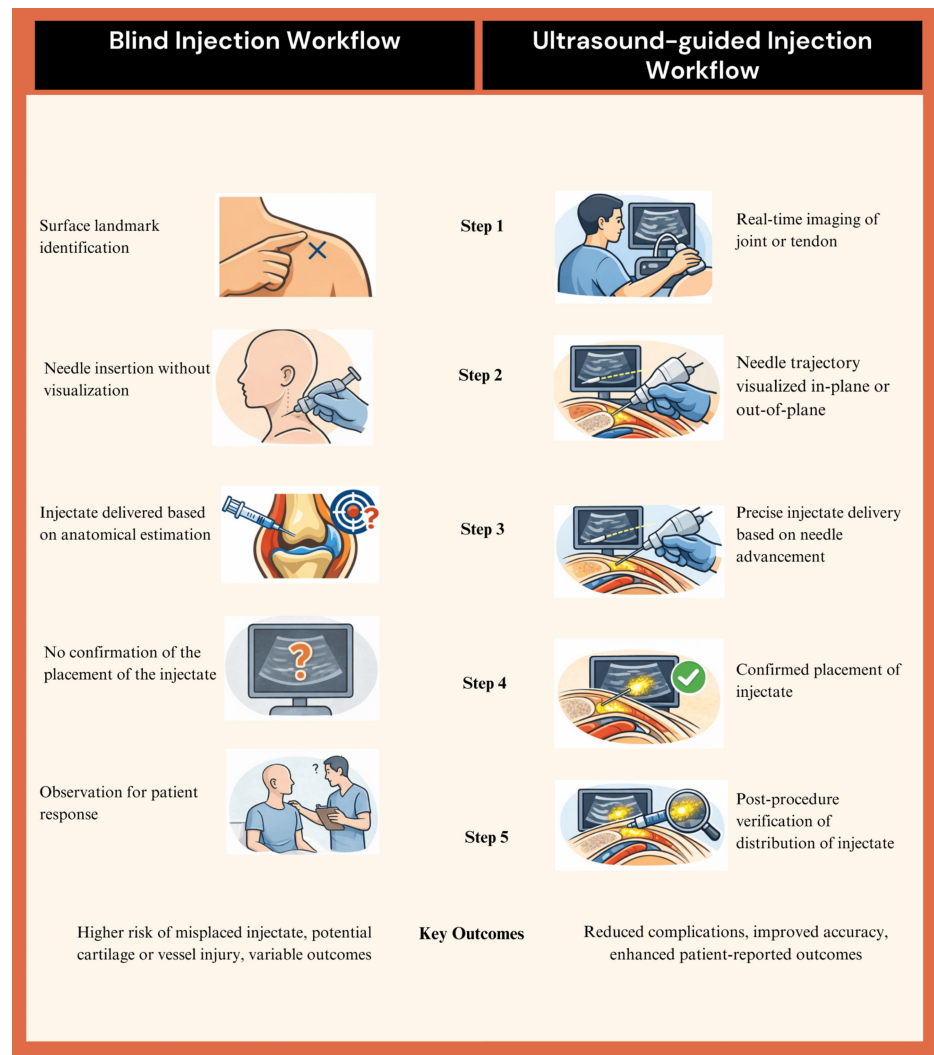 Blind Injection Workflow
Ultrasound-guided Injection
Workflow
Surface landmark
identification
Step 1
Real-time imaging of
joint or tendon
Needle insertion without
visualization
Step 2
Needle trajectory
visualized in-plane or
out-of-plane
Injectate delivered based
on anatomical estimation
?
Step 3
Precise injectate delivery
based on needle
advancement
No confirmation of the
placement of the injectate
?
Step 4
Confirmed placement of
injectate
Observation for patient
response
?
Step 5
Post-procedure
verification of
distribution of injectate
Higher risk of misplaced injectate, potential
cartilage or vessel injury, variable outcomes
Key Outcomes
Reduced complications, improved accuracy,
enhanced patient-reported outcomes